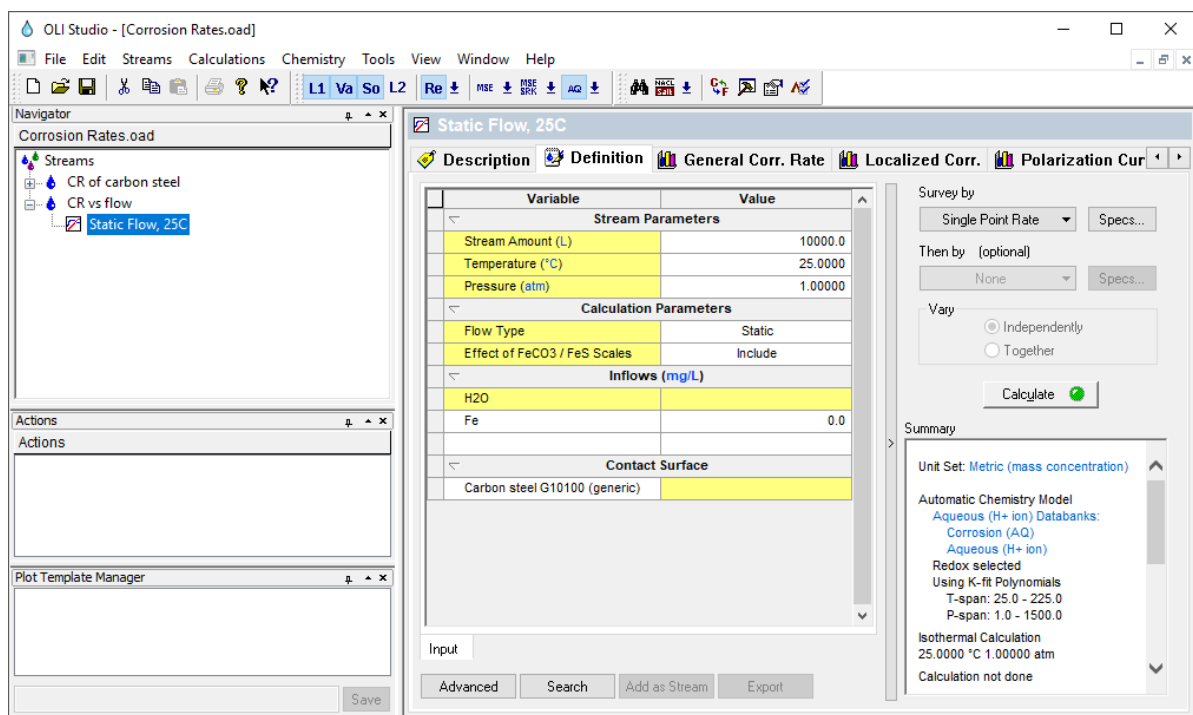 OLI Studio - [Corrosion Rates.oad]
File Edit Streams Calculations Chemistry Tools View Window Help
L1 Va So L2 Re MSE MSE SRK AQ NACL Salt C F
Navigator
Corrosion Rates.oad
Streams
CR of carbon steel
CR vs flow
Static Flow, 25C
Actions
Actions
Plot Template Manager
Save
Static Flow, 25C
Description Definition General Corr. Rate Localized Corr. Polarization Cur
Variable Value
Stream Parameters
Stream Amount (L) 10000.0
Temperature (°C) 25.0000
Pressure (atm) 1.00000
Calculation Parameters
Flow Type Static
Effect of FeCO3 / FeS Scales Include
Inflows (mg/L)
H2O
Fe 0.0
Contact Surface
Carbon steel G10100 (generic)
Input
Advanced Search Add as Stream Export
Survey by
Single Point Rate Specs...
Then by (optional)
None Specs...
Vary
Independently
Together
Calculate
Summary
Unit Set: Metric (mass concentration)
Automatic Chemistry Model
Aqueous (H+ ion) Databanks:
Corrosion (AQ)
Aqueous (H+ ion)
Redox selected
Using K-fit Polynomials
T-span: 25.0 - 225.0
P-span: 1.0 - 1500.0
Isothermal Calculation
25.0000 °C 1.00000 atm
Calculation not done